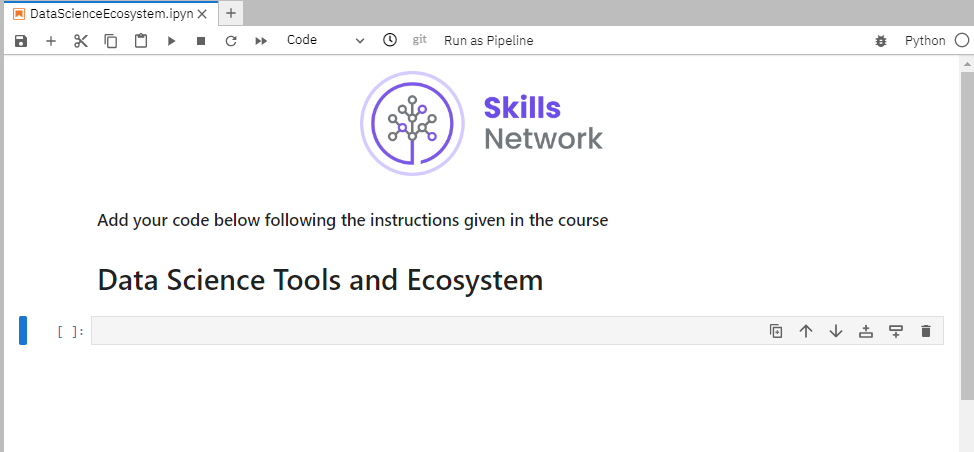 DataScienceEcosystem.ipyn
Code
git
Run as Pipeline
Python
Skills
Network
Add your code below following the instructions given in the course
Data Science Tools and Ecosystem
[ ]: